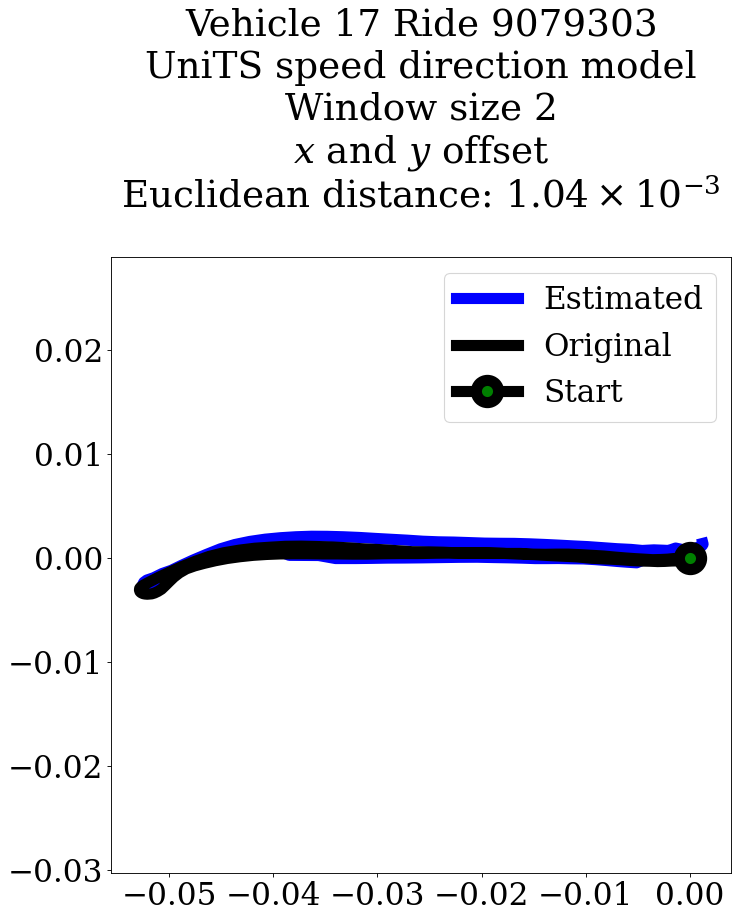 Vehicle 17 Ride 9079303
UniTS speed direction model
Window size 2
x and y offset
Euclidean distance: 1.04 × 10⁻³
Estimated
Original
Start
0.02
0.01
0.00
−0.01
−0.02
−0.03
−0.05 −0.04 −0.03 −0.02 −0.01 0.00